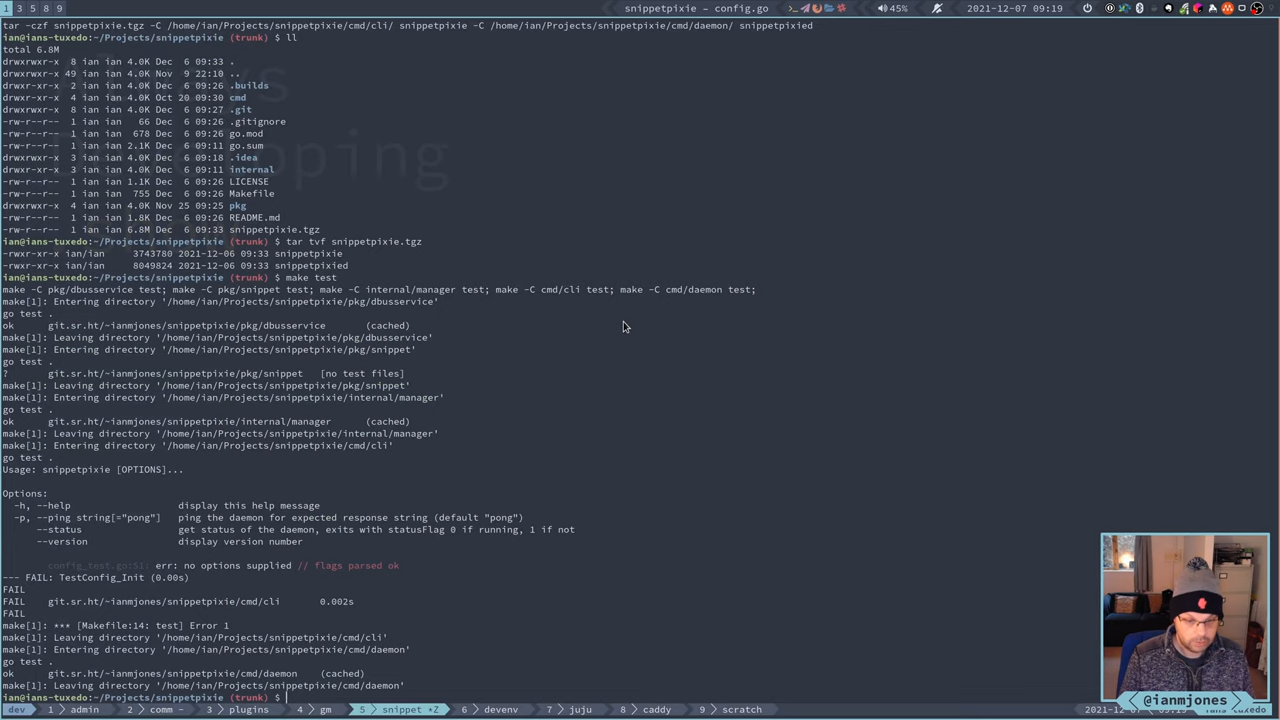 1 3 5 8 9 snippetpixie – config.go 45% 2021-12-07 09:19
tar -czf snippetpixie.tgz -C /home/ian/Projects/snippetpixie/cmd/cli/ snippetpixie -C /home/ian/Projects/snippetpixie/cmd/daemon/ snippetpixied
ian@ians-tuxedo:~/Projects/snippetpixie (trunk) $ ll
total 6.8M
drwxrwxr-x 8 ian ian 4.0K Dec 6 09:33 .
drwxrwxr-x 49 ian ian 4.0K Nov 9 22:10 ..
drwxrwxr-x 2 ian ian 4.0K Dec 6 09:26 .builds
drwxrwxr-x 4 ian ian 4.0K Oct 20 09:30 cmd
drwxrwxr-x 8 ian ian 4.0K Dec 6 09:27 .git
-rw-r--r-- 1 ian ian 66 Dec 6 09:26 .gitignore
-rw-r--r-- 1 ian ian 678 Dec 6 09:26 go.mod
-rw-r--r-- 1 ian ian 2.1K Dec 6 09:11 go.sum
drwxrwxr-x 3 ian ian 4.0K Dec 6 09:18 .idea
drwxrwxr-x 3 ian ian 4.0K Dec 6 09:11 internal
-rw-r--r-- 1 ian ian 1.1K Dec 6 09:26 LICENSE
-rw-r--r-- 1 ian ian 755 Dec 6 09:26 Makefile
drwxrwxr-x 4 ian ian 4.0K Nov 25 09:25 pkg
-rw-r--r-- 1 ian ian 1.8K Dec 6 09:26 README.md
-rw-r--r-- 1 ian ian 6.8M Dec 6 09:33 snippetpixie.tgz
ian@ians-tuxedo:~/Projects/snippetpixie (trunk) $ tar tvf snippetpixie.tgz
-rwxr-xr-x ian/ian 3743780 2021-12-06 09:33 snippetpixie
-rwxr-xr-x ian/ian 8049824 2021-12-06 09:33 snippetpixied
ian@ians-tuxedo:~/Projects/snippetpixie (trunk) $ make test
make -C pkg/dbusservice test; make -C pkg/snippet test; make -C internal/manager test; make -C cmd/cli test; make -C cmd/daemon test;
make[1]: Entering directory '/home/ian/Projects/snippetpixie/pkg/dbusservice'
go test .
ok git.sr.ht/~ianmjones/snippetpixie/pkg/dbusservice (cached)
make[1]: Leaving directory '/home/ian/Projects/snippetpixie/pkg/dbusservice'
make[1]: Entering directory '/home/ian/Projects/snippetpixie/pkg/snippet'
go test .
? git.sr.ht/~ianmjones/snippetpixie/pkg/snippet [no test files]
make[1]: Leaving directory '/home/ian/Projects/snippetpixie/pkg/snippet'
make[1]: Entering directory '/home/ian/Projects/snippetpixie/internal/manager'
go test .
ok git.sr.ht/~ianmjones/snippetpixie/internal/manager (cached)
make[1]: Leaving directory '/home/ian/Projects/snippetpixie/internal/manager'
make[1]: Entering directory '/home/ian/Projects/snippetpixie/cmd/cli'
go test .
Usage: snippetpixie [OPTIONS]...
Options:
-h, --help display this help message
-p, --ping string[="pong"] ping the daemon for expected response string (default "pong")
--status get status of the daemon, exits with statusFlag 0 if running, 1 if not
--version display version number
config_test.go:51: err: no options supplied // flags parsed ok
--- FAIL: TestConfig_Init (0.00s)
FAIL
FAIL git.sr.ht/~ianmjones/snippetpixie/cmd/cli 0.002s
FAIL
make[1]: *** [Makefile:14: test] Error 1
make[1]: Leaving directory '/home/ian/Projects/snippetpixie/cmd/cli'
make[1]: Entering directory '/home/ian/Projects/snippetpixie/cmd/daemon'
go test .
ok git.sr.ht/~ianmjones/snippetpixie/cmd/daemon (cached)
make[1]: Leaving directory '/home/ian/Projects/snippetpixie/cmd/daemon'
ian@ians-tuxedo:~/Projects/snippetpixie (trunk) $
@ianmjones
dev 1 admin 2 comm - 3 plugins 4 gm 5 snippet *Z 6 devenv 7 juju 8 caddy 9 scratch